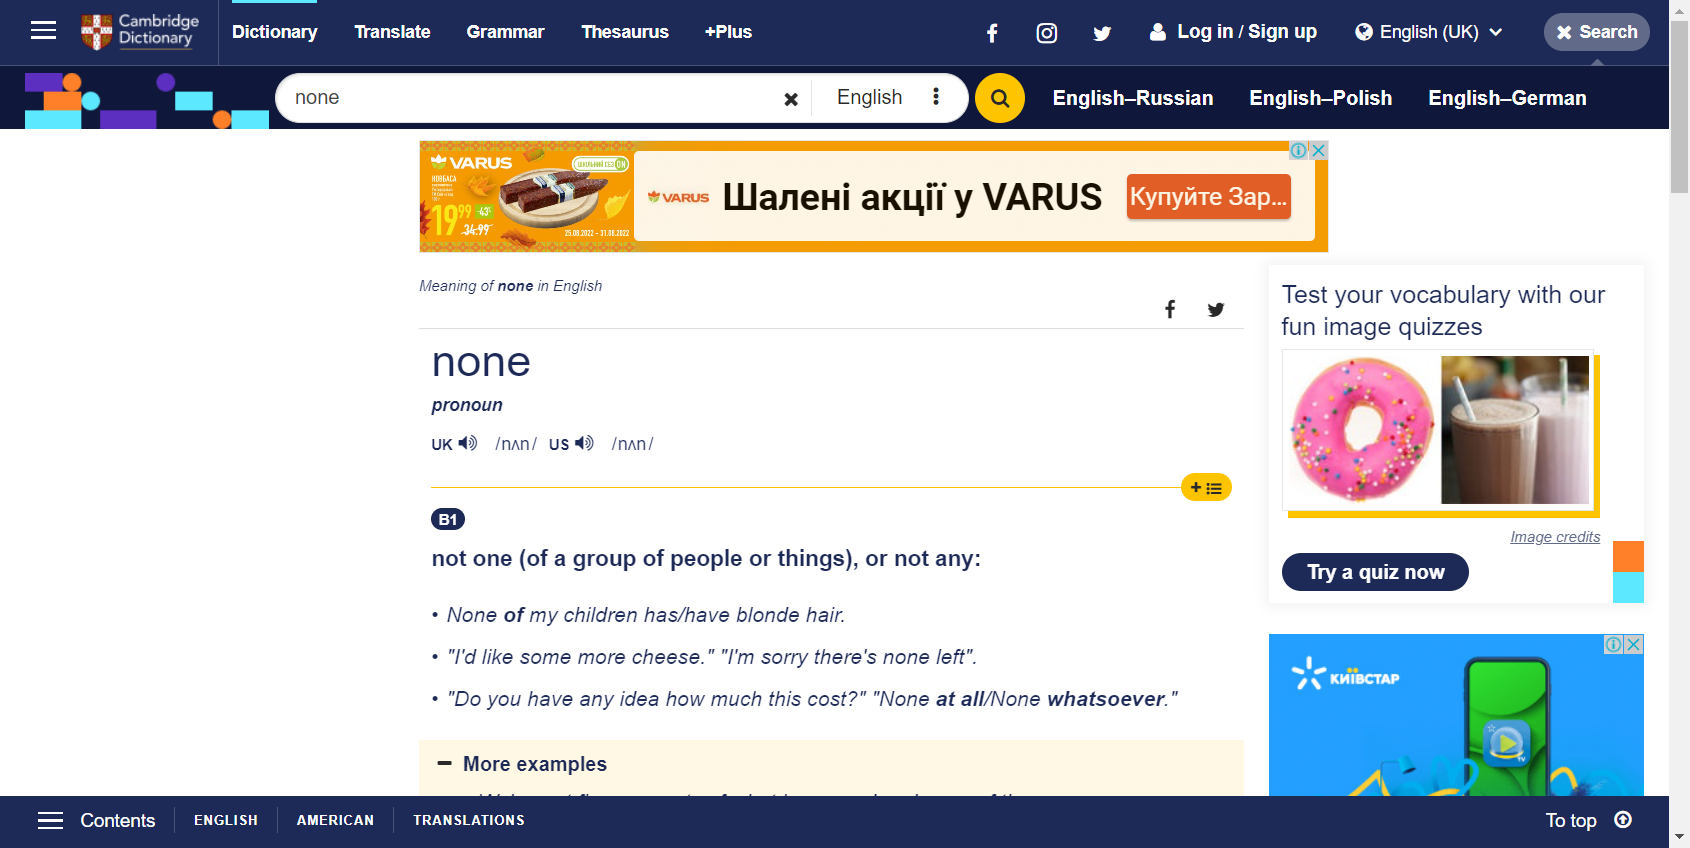 Cambridge Dictionary
Dictionary Translate Grammar Thesaurus +Plus
Log in / Sign up
English (UK)
Search
none
English
English–Russian English–Polish English–German
VARUS
ШКІЛЬНИЙ СЕЗON
КОВБАСА
19 99
-43%
34.99
25.08.2022 - 31.08.2022
VARUS
Шалені акції у VARUS
Купуйте Зар...
Meaning of none in English
none
pronoun
UK /nʌn/ US /nʌn/
B1
not one (of a group of people or things), or not any:
• None of my children has/have blonde hair.
• "I'd like some more cheese." "I'm sorry there's none left".
• "Do you have any idea how much this cost?" "None at all/None whatsoever."
More examples
Test your vocabulary with our
fun image quizzes
Image credits
Try a quiz now
КИЇВСТАР
TV
Contents ENGLISH AMERICAN TRANSLATIONS
To top